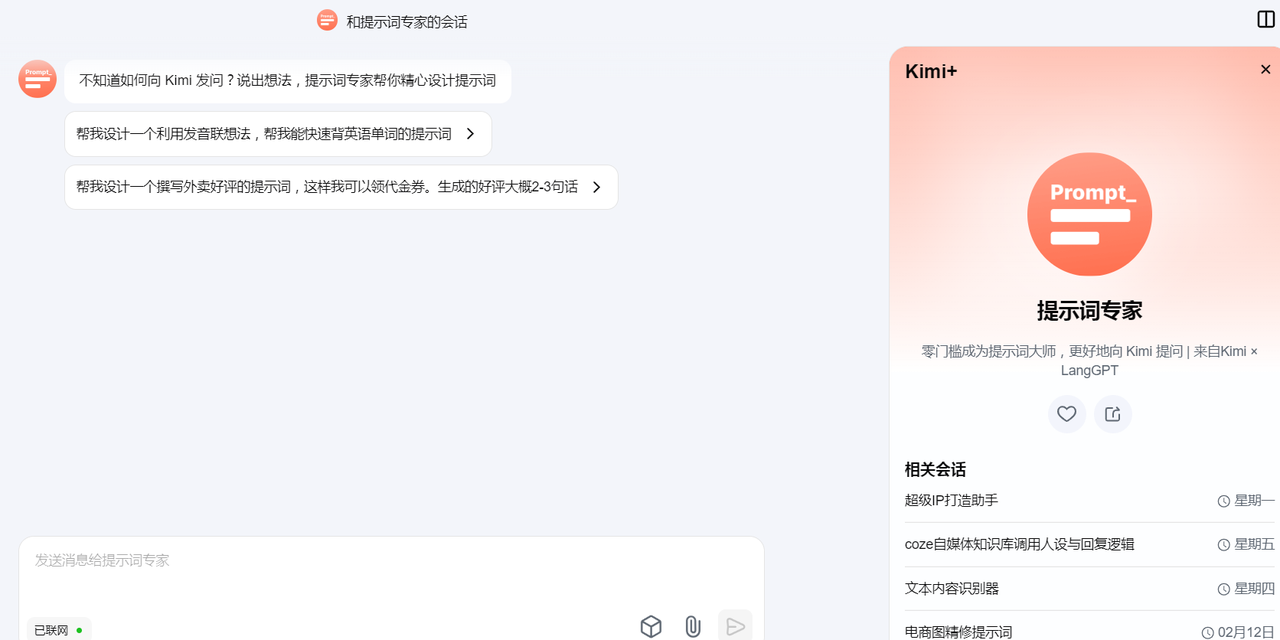 和提示词专家的会话
Prompt_
不知道如何向 Kimi 发问？说出想法，提示词专家帮你精心设计提示词
帮我设计一个利用发音联想法，帮我能快速背英语单词的提示词
帮我设计一个撰写外卖好评的提示词，这样我可以领代金券。生成的好评大概2-3句话
发送消息给提示词专家
已联网
Kimi+
Prompt_
提示词专家
零门槛成为提示词大师，更好地向 Kimi 提问 | 来自Kimi ×
LangGPT
相关会话
超级IP打造助手 星期一
coze自媒体知识库调用人设与回复逻辑 星期五
文本内容识别器 星期四
电商图精修提示词 02月12日